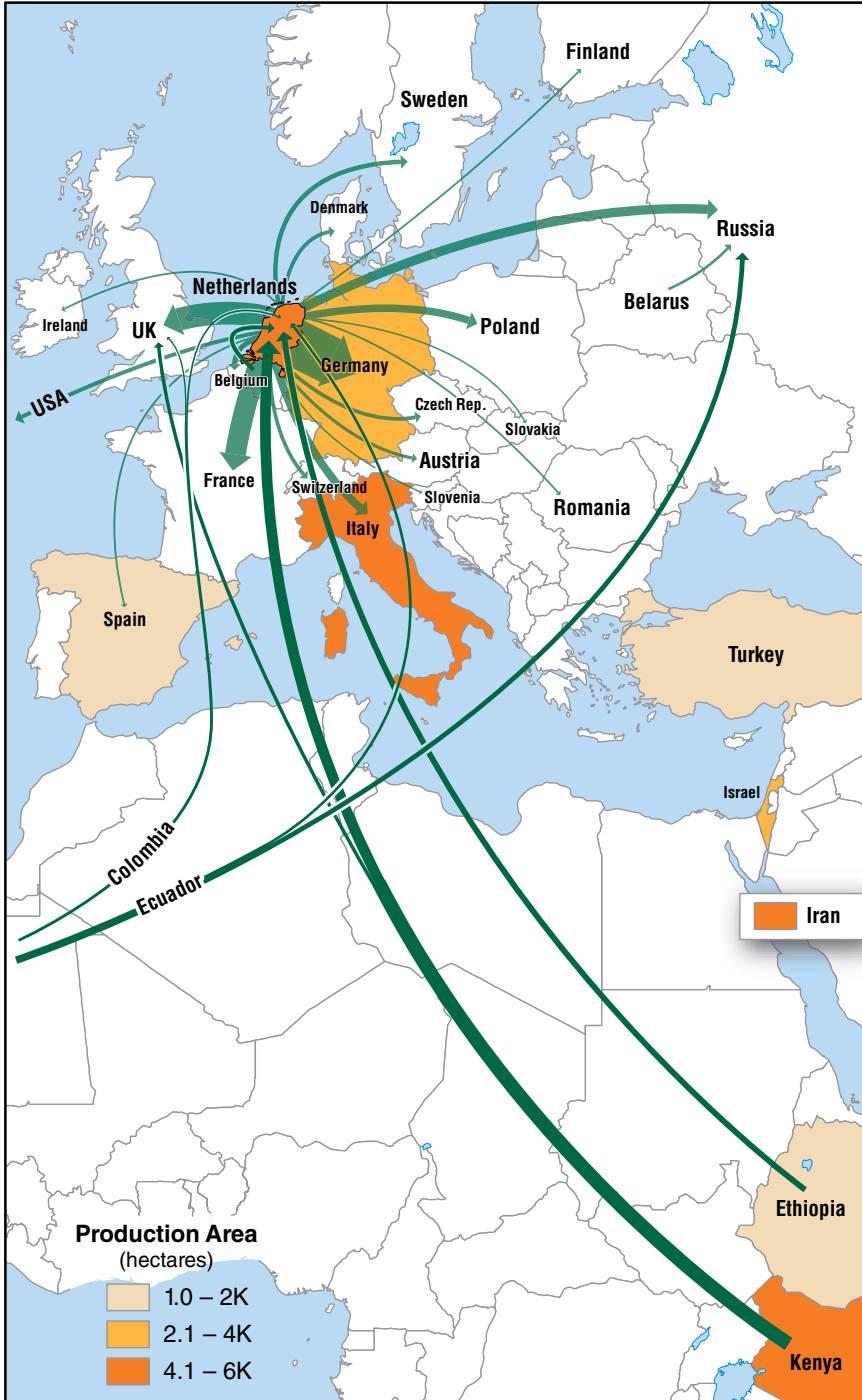 Finland
Sweden
Denmark
Russia
Netherlands
Belarus
Ireland
UK
Poland
Germany
Belgium
USA
Czech Rep.
Slovakia
Austria
France
Switzerland
Slovenia
Romania
Italy
Spain
Turkey
Israel
Colombia
Ecuador
Iran
Ethiopia
Production Area
(hectares)
1.0 – 2K
2.1 – 4K
4.1 – 6K
Kenya